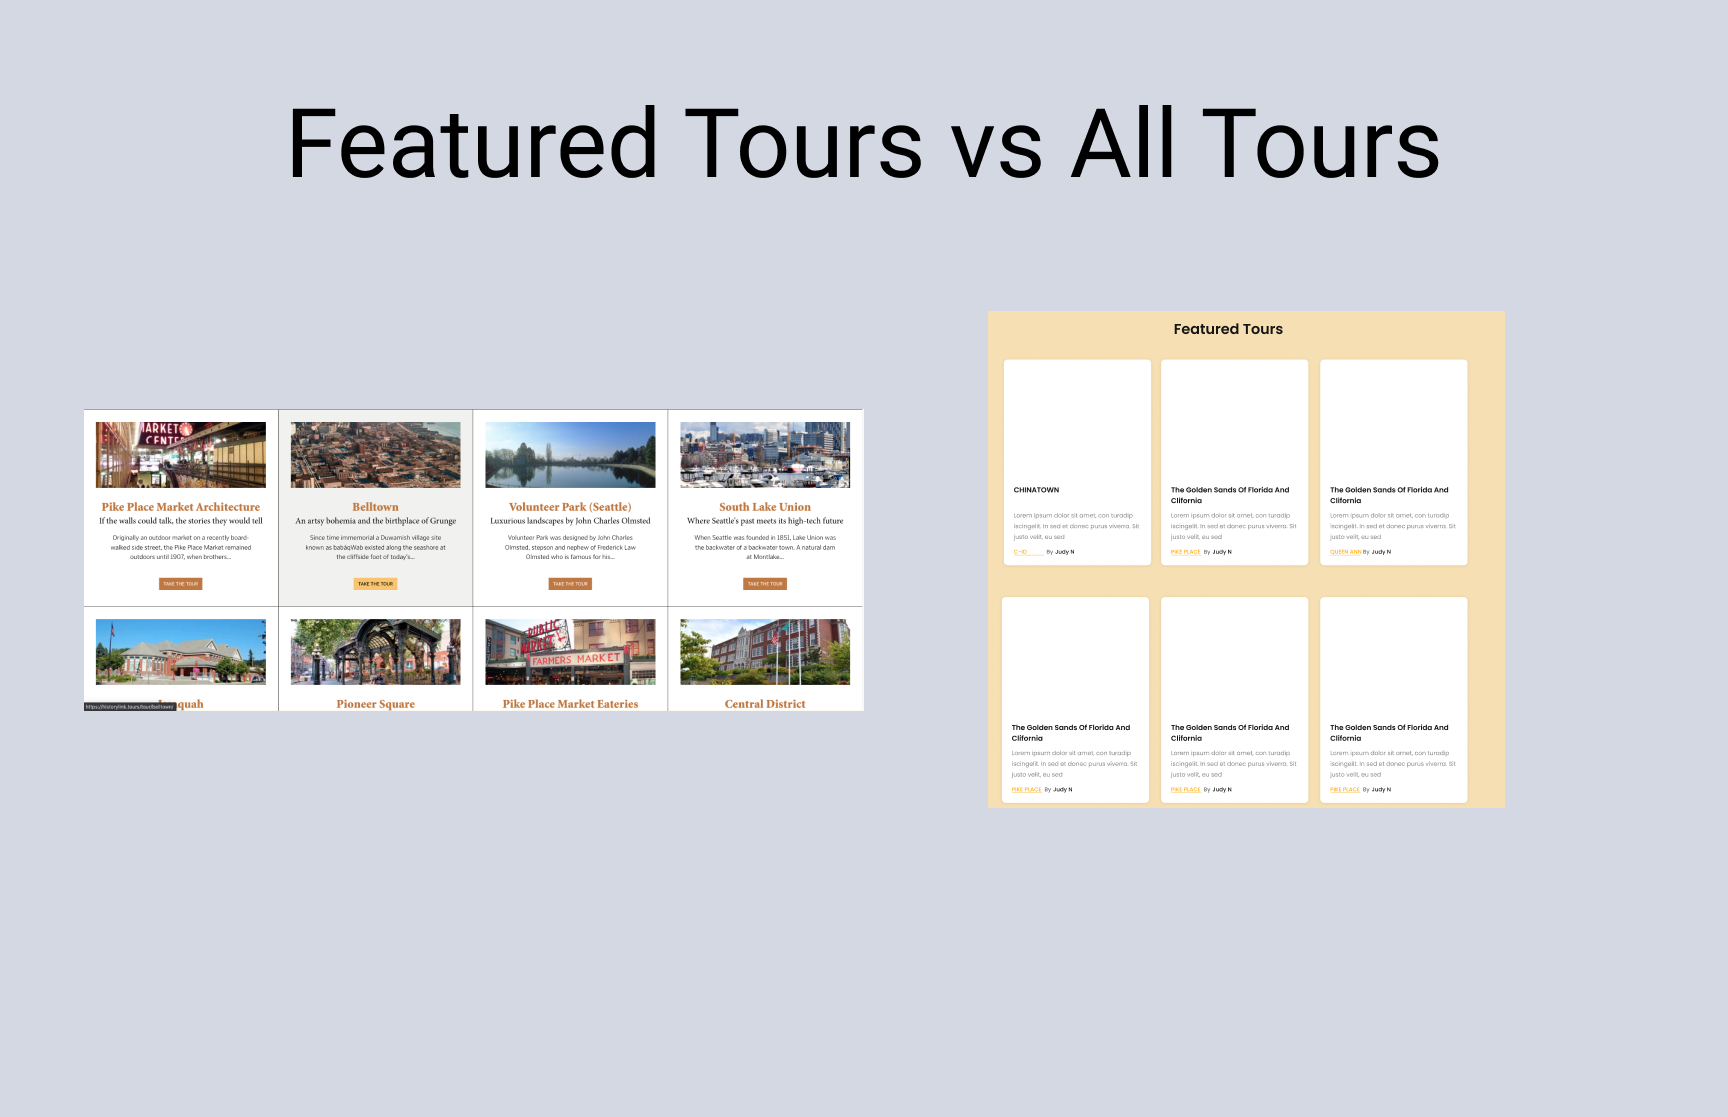 Featured Tours vs All Tours
MARKET
CENTER
Pike Place Market Architecture
If the walls could talk, the stories they would tell
Originally an outdoor market on a recently board-
walked side street, the Pike Place Market remained
outdoors until 1907, when brothers...
TAKE THE TOUR
Belltown
An artsy bohemia and the birthplace of Grunge
Since time immemorial a Duwamish village site
known as babáqWab existed along the seashore at
the cliffside foot of today's...
TAKE THE TOUR
Volunteer Park (Seattle)
Luxurious landscapes by John Charles Olmsted
Volunteer Park was designed by John Charles
Olmsted, stepson and nephew of Frederick Law
Olmsted who is famous for his...
TAKE THE TOUR
South Lake Union
Where Seattle's past meets its high-tech future
When Seattle was founded in 1851, Lake Union was
the backwater of a backwater town. A natural dam
at Montlake...
TAKE THE TOUR
quah
https://historylink.tours/tour/belltown/
Pioneer Square
PUBLIC
MARKET
FARMERS MARKET
Pike Place Market Eateries
Central District
Featured Tours
CHINATOWN
Lorem ipsum dolor sit amet, con turadip
iscingelit. In sed et donec purus viverra. Sit
justo velit, eu sed
C-ID By Judy N
The Golden Sands Of Florida And
Clifornia
Lorem ipsum dolor sit amet, con turadip
iscingelit. In sed et donec purus viverra. Sit
justo velit, eu sed
PIKE PLACE By Judy N
The Golden Sands Of Florida And
Clifornia
Lorem ipsum dolor sit amet, con turadip
iscingelit. In sed et donec purus viverra. Sit
justo velit, eu sed
QUEEN ANN By Judy N
The Golden Sands Of Florida And
Clifornia
Lorem ipsum dolor sit amet, con turadip
iscingelit. In sed et donec purus viverra. Sit
justo velit, eu sed
PIKE PLACE By Judy N
The Golden Sands Of Florida And
Clifornia
Lorem ipsum dolor sit amet, con turadip
iscingelit. In sed et donec purus viverra. Sit
justo velit, eu sed
PIKE PLACE By Judy N
The Golden Sands Of Florida And
Clifornia
Lorem ipsum dolor sit amet, con turadip
iscingelit. In sed et donec purus viverra. Sit
justo velit, eu sed
PIKE PLACE By Judy N